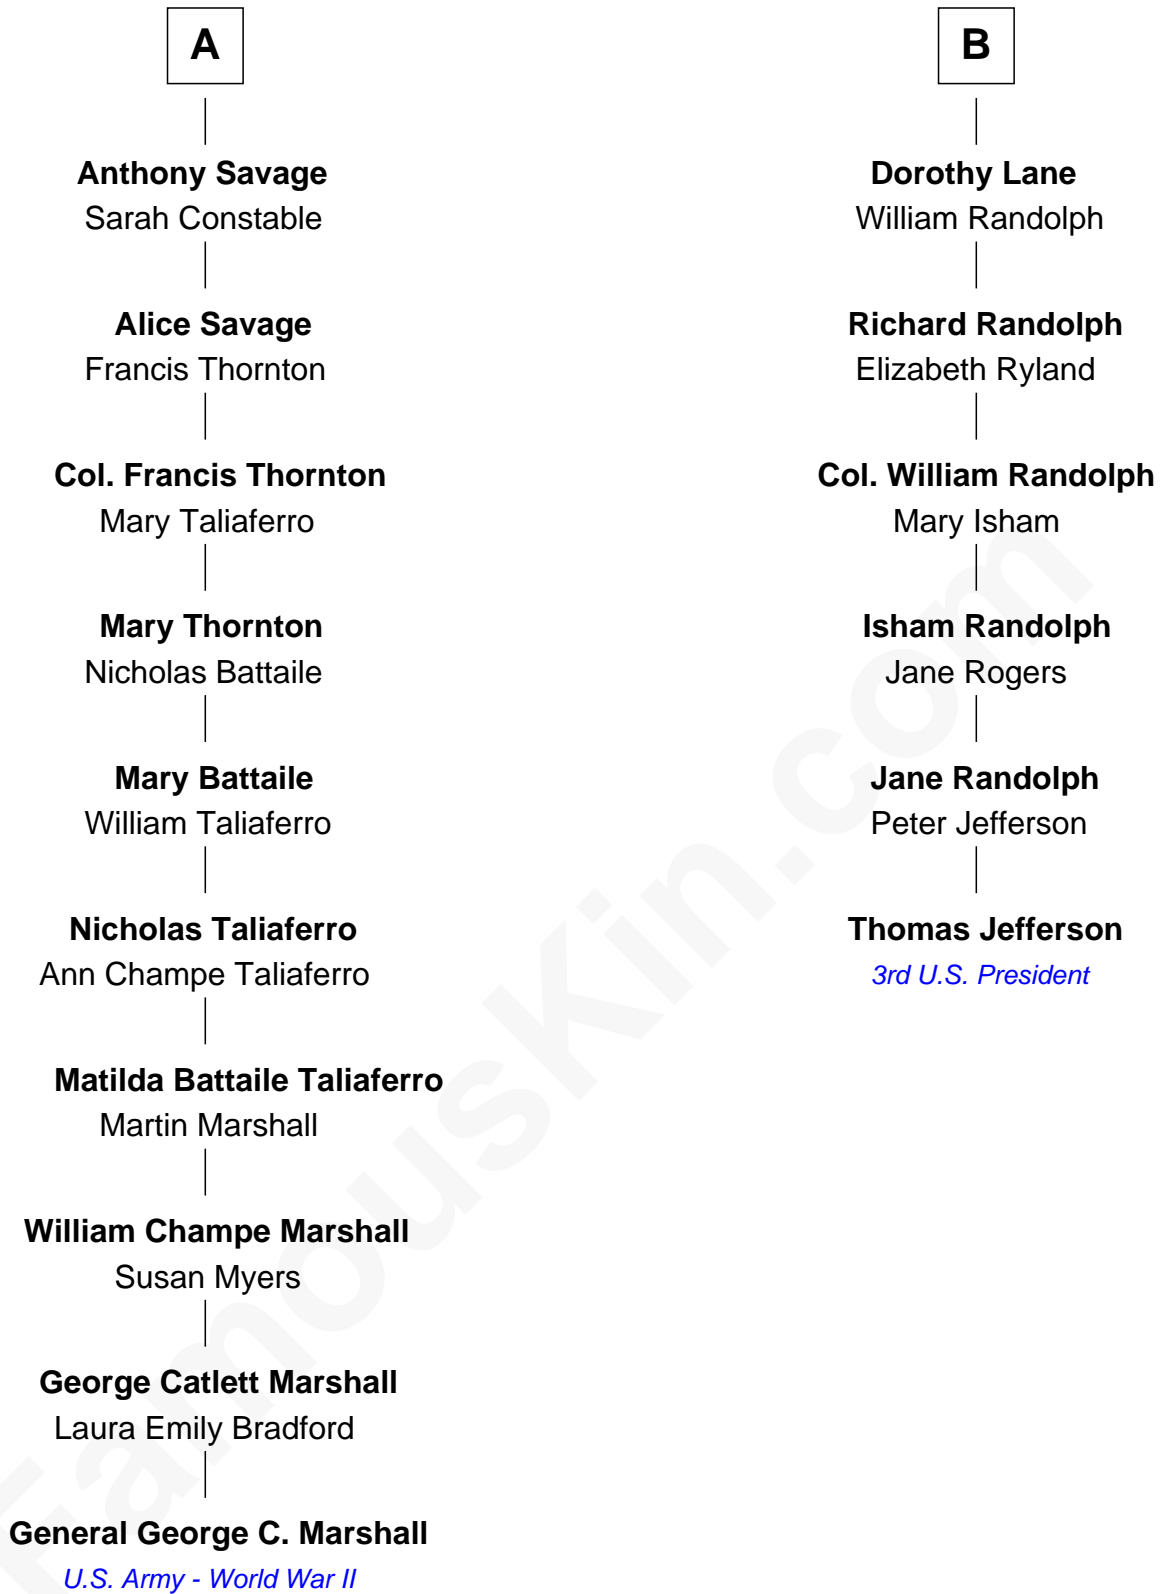 A
Anthony Savage
Sarah Constable
Alice Savage
Francis Thornton
Col. Francis Thornton
Mary Taliaferro
Mary Thornton
Nicholas Battaile
Mary Battaile
William Taliaferro
Nicholas Taliaferro
Ann Champe Taliaferro
Matilda Battaile Taliaferro
Martin Marshall
William Champe Marshall
Susan Myers
George Catlett Marshall
Laura Emily Bradford
General George C. Marshall
U.S. Army - World War II
B
Dorothy Lane
William Randolph
Richard Randolph
Elizabeth Ryland
Col. William Randolph
Mary Isham
Isham Randolph
Jane Rogers
Jane Randolph
Peter Jefferson
Thomas Jefferson
3rd U.S. President
FamousKin.com